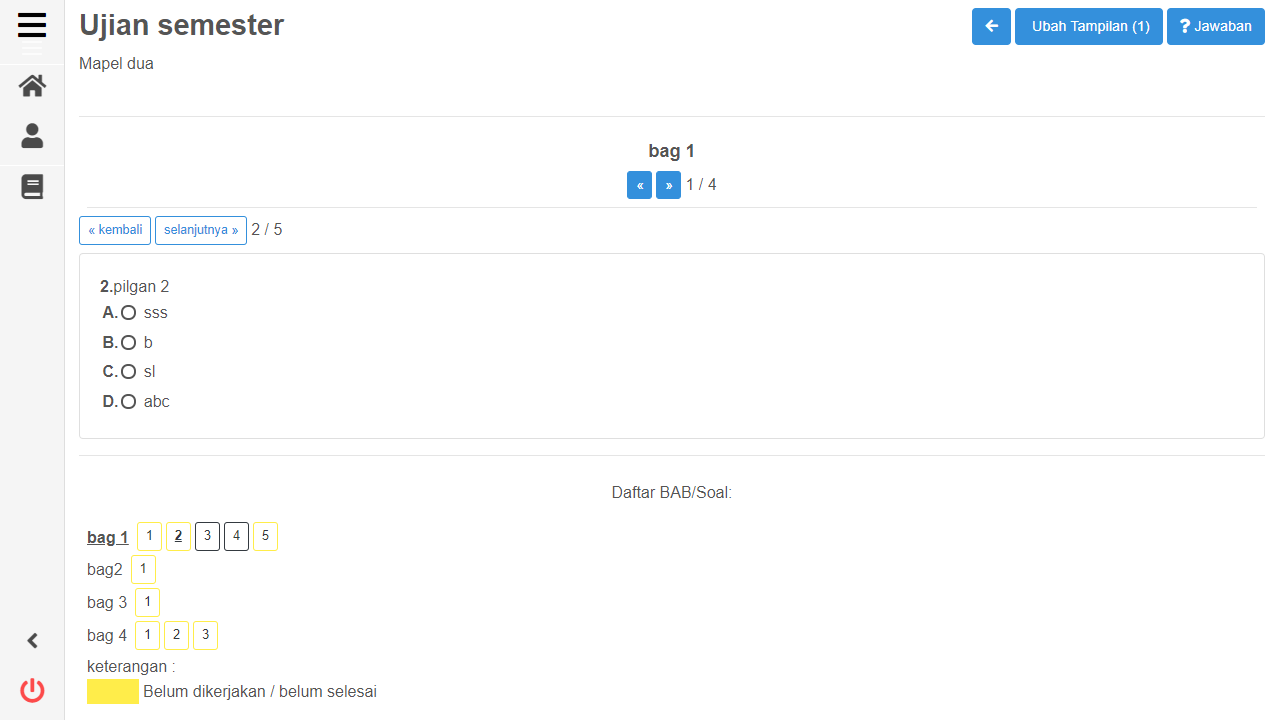 Ujian semester
Ubah Tampilan (1)
? Jawaban
Mapel dua
bag 1
« » 1 / 4
« kembali selanjutnya » 2 / 5
2.pilgan 2
A. sss
B. b
C. sl
D. abc
Daftar BAB/Soal:
bag 1 1 2 3 4 5
bag2 1
bag 3 1
bag 4 1 2 3
keterangan :
Belum dikerjakan / belum selesai